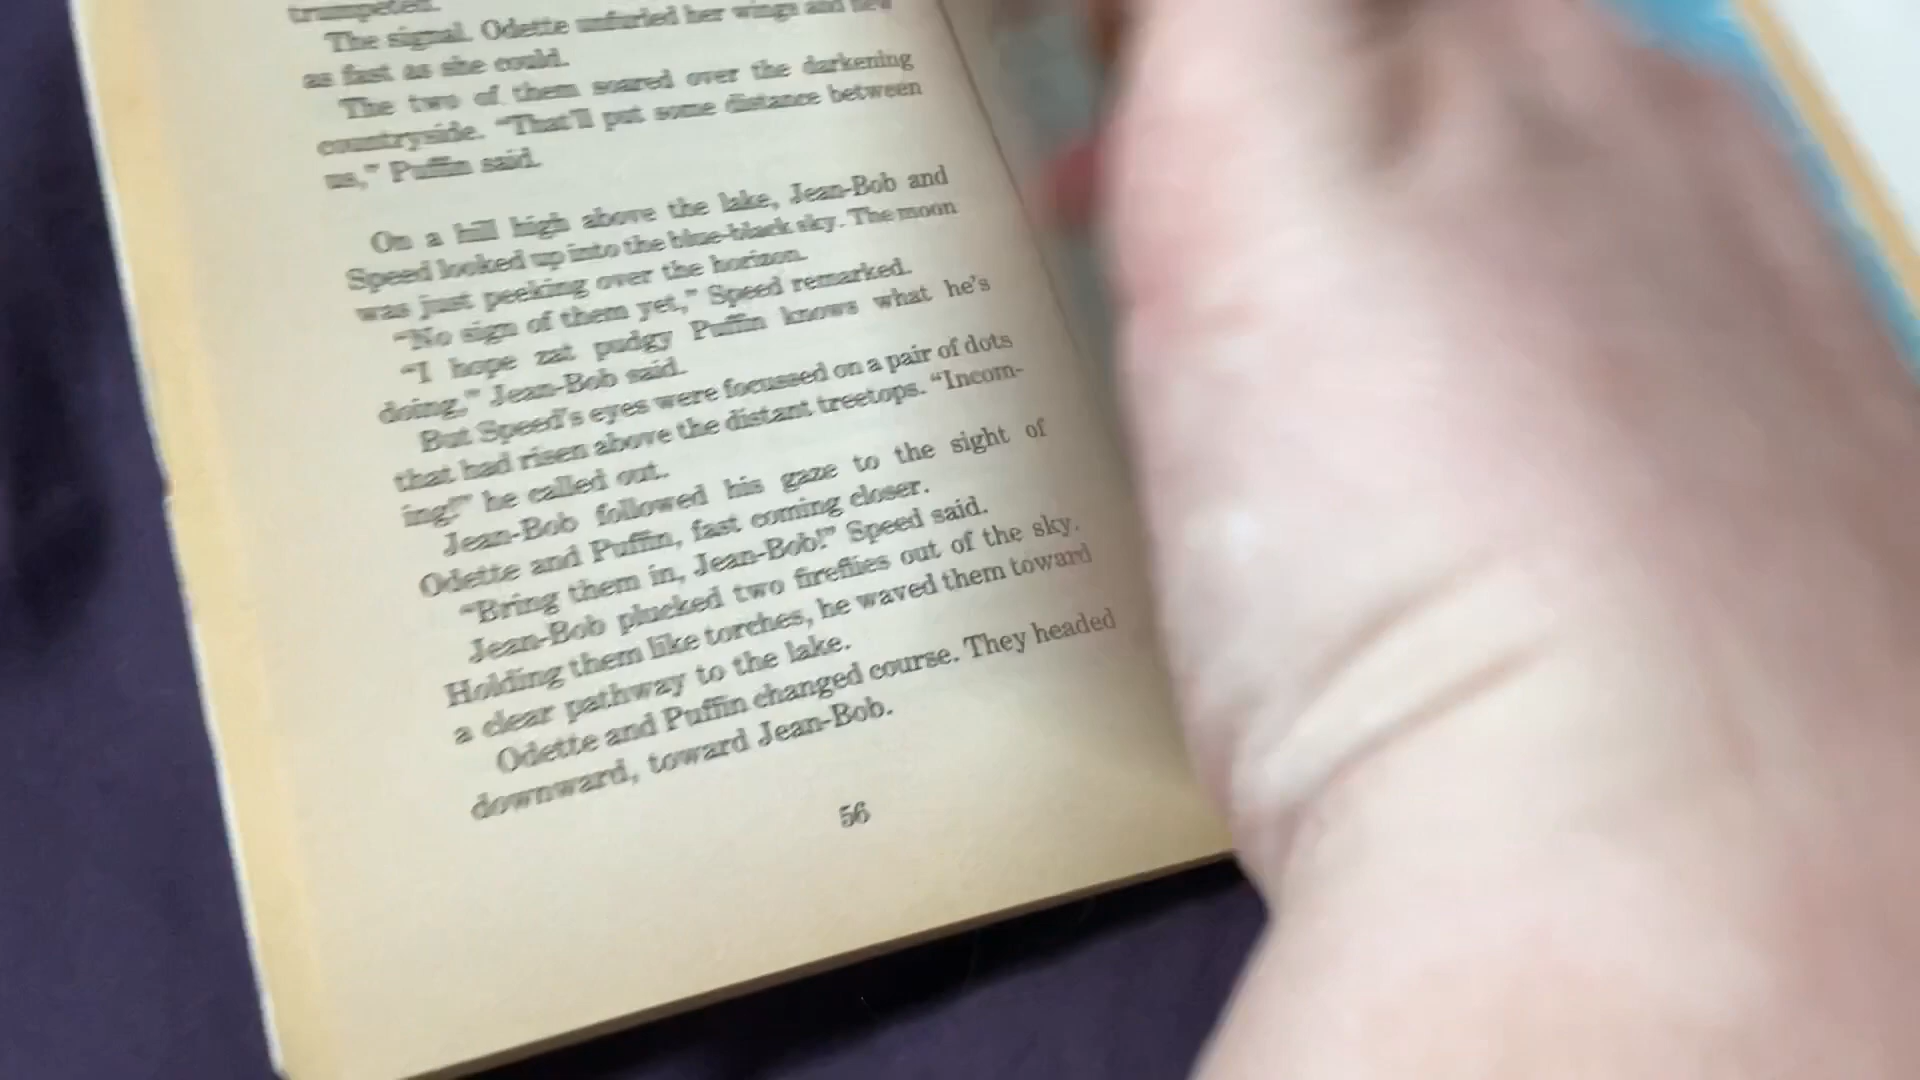 trumpeted.
The signal. Odette unfurled her wings and flew
as fast as she could.
The two of them soared over the darkening
countryside. “That’ll put some distance between
us,” Puffin said.
On a hill high above the lake, Jean-Bob and
Speed looked up into the blue-black sky. The moon
was just peeking over the horizon.
“No sign of them yet,” Speed remarked.
“I hope zat pudgy Puffin knows what he’s
doing,” Jean-Bob said.
But Speed’s eyes were focussed on a pair of dots
that had risen above the distant treetops. “Incom-
ing!” he called out.
Jean-Bob followed his gaze to the sight of
Odette and Puffin, fast coming closer.
“Bring them in, Jean-Bob!” Speed said.
Jean-Bob plucked two fireflies out of the sky.
Holding them like torches, he waved them toward
a clear pathway to the lake.
Odette and Puffin changed course. They headed
downward, toward Jean-Bob.
56